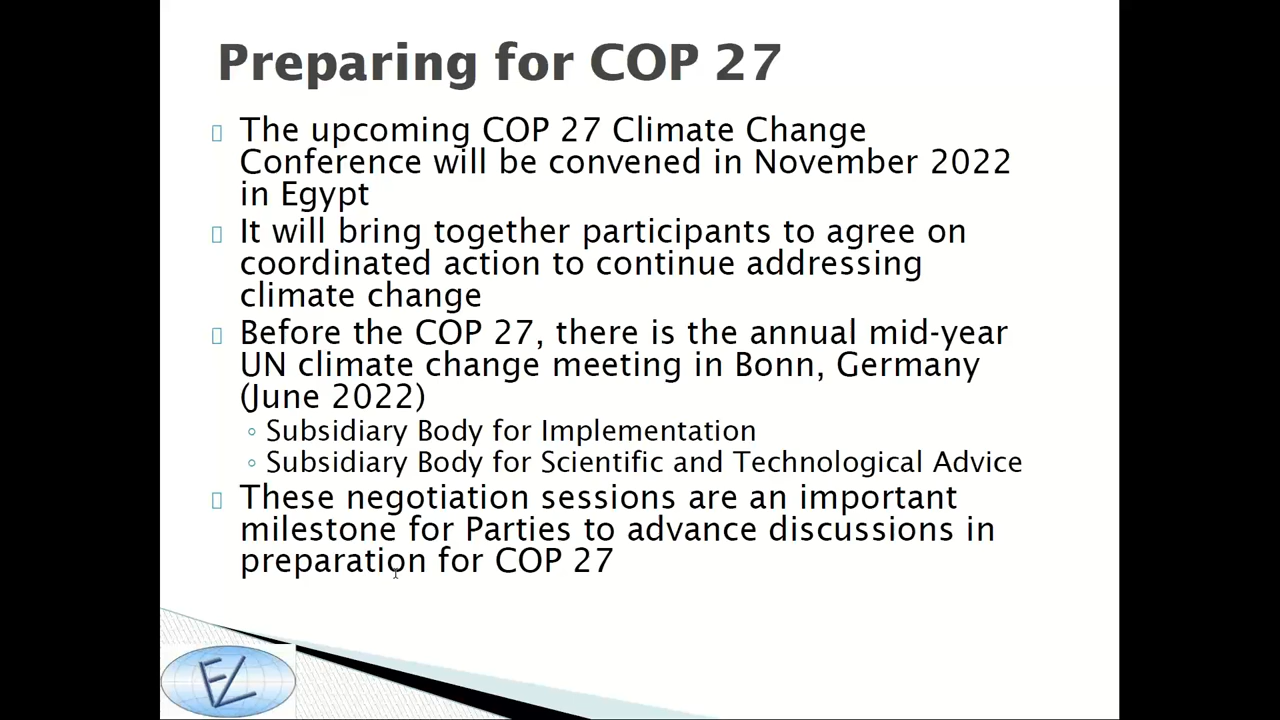 Preparing for COP 27
The upcoming COP 27 Climate Change
Conference will be convened in November 2022
in Egypt
It will bring together participants to agree on
coordinated action to continue addressing
climate change
Before the COP 27, there is the annual mid-year
UN climate change meeting in Bonn, Germany
(June 2022)
Subsidiary Body for Implementation
Subsidiary Body for Scientific and Technological Advice
These negotiation sessions are an important
milestone for Parties to advance discussions in
preparation for COP 27